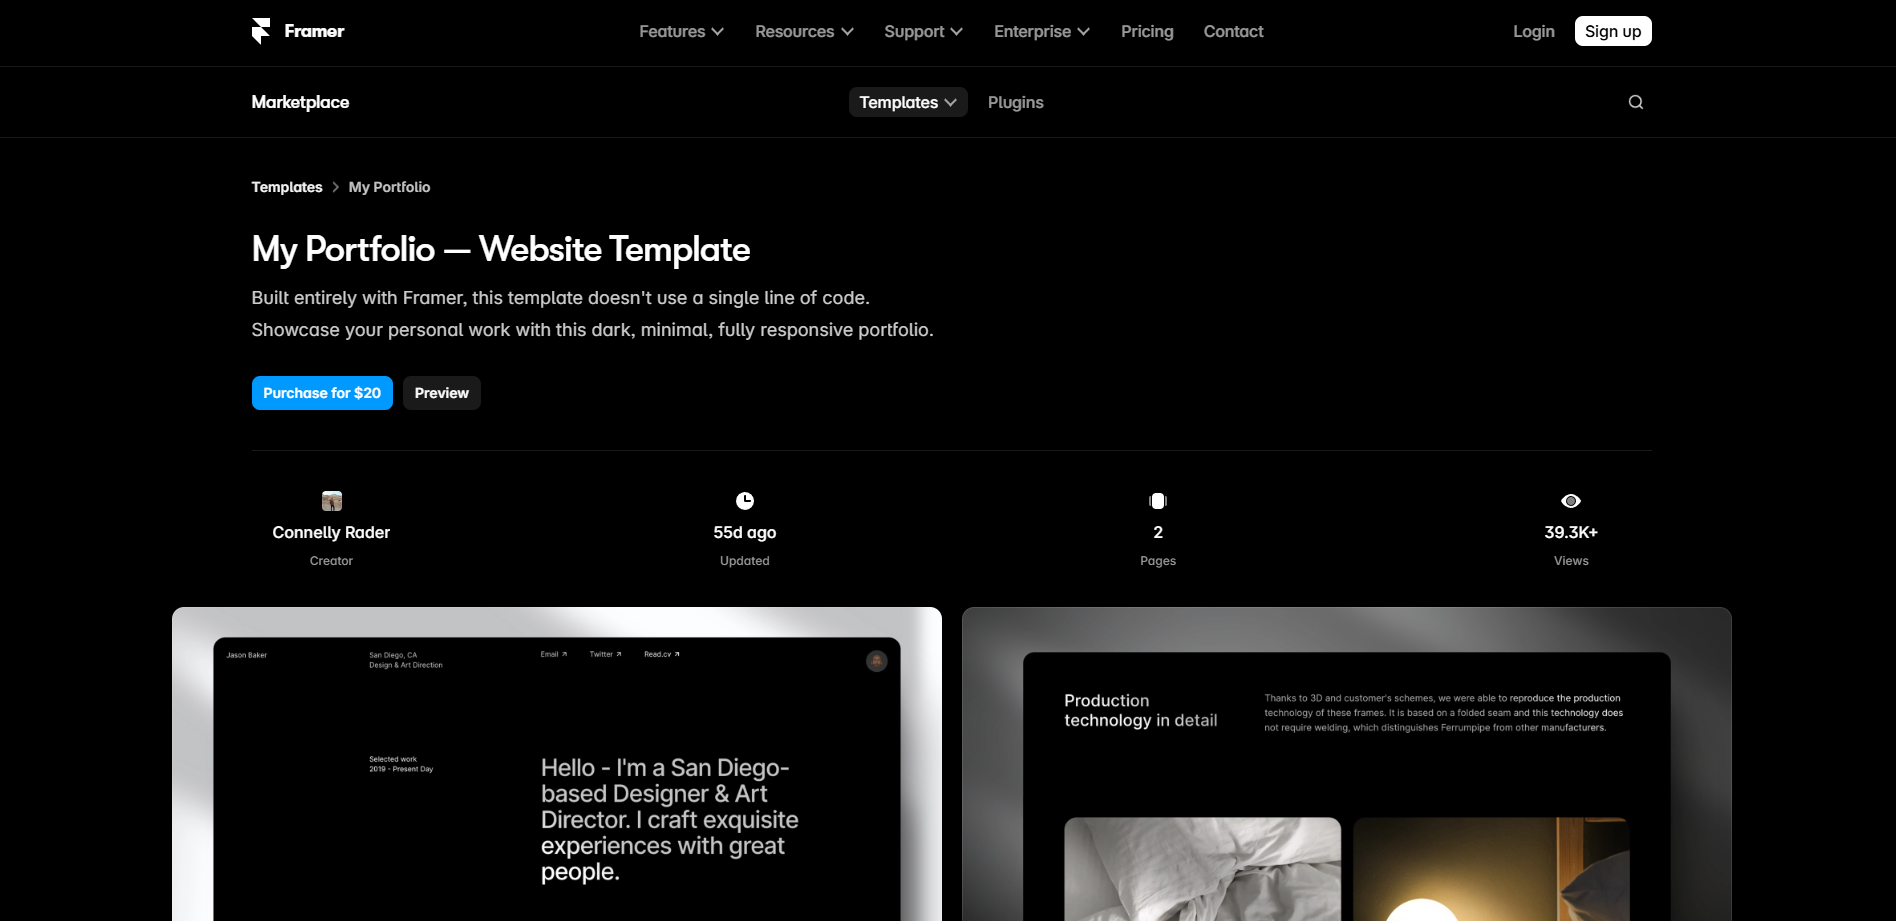 Framer
Features
Resources
Support
Enterprise
Pricing
Contact
Login
Sign up
Marketplace
Templates
Plugins
Templates
My Portfolio
My Portfolio — Website Template
Built entirely with Framer, this template doesn't use a single line of code.
Showcase your personal work with this dark, minimal, fully responsive portfolio.
Purchase for $20
Preview
Connelly Rader
Creator
55d ago
Updated
2
Pages
39.3K+
Views
Jason Baker
San Diego, CA
Design & Art Direction
Email ↗
Twitter ↗
Read.cv ↗
Selected work
2019 - Present Day
Hello - I'm a San Diego-
based Designer & Art
Director. I craft exquisite
experiences with great
people.
Production
technology in detail
Thanks to 3D and customer's schemes, we were able to reproduce the production
technology of these frames. It is based on a folded seam and this technology does
not require welding, which distinguishes Ferrumpipe from other manufacturers.